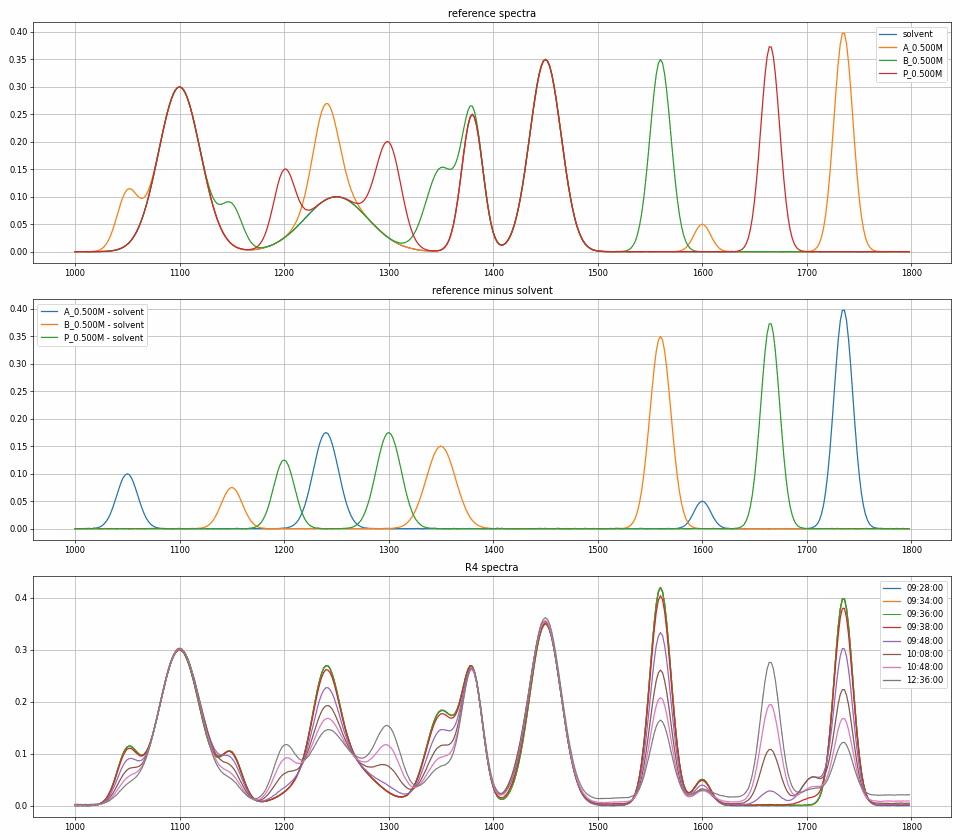 reference spectra
0.40
0.35
0.30
0.25
0.20
0.15
0.10
0.05
0.00
solvent
A_0.500M
B_0.500M
P_0.500M
1000 1100 1200 1300 1400 1500 1600 1700 1800
reference minus solvent
0.40
0.35
0.30
0.25
0.20
0.15
0.10
0.05
0.00
A_0.500M - solvent
B_0.500M - solvent
P_0.500M - solvent
1000 1100 1200 1300 1400 1500 1600 1700 1800
R4 spectra
0.4
0.3
0.2
0.1
0.0
09:28:00
09:34:00
09:36:00
09:38:00
09:48:00
10:08:00
10:48:00
12:36:00
1000 1100 1200 1300 1400 1500 1600 1700 1800